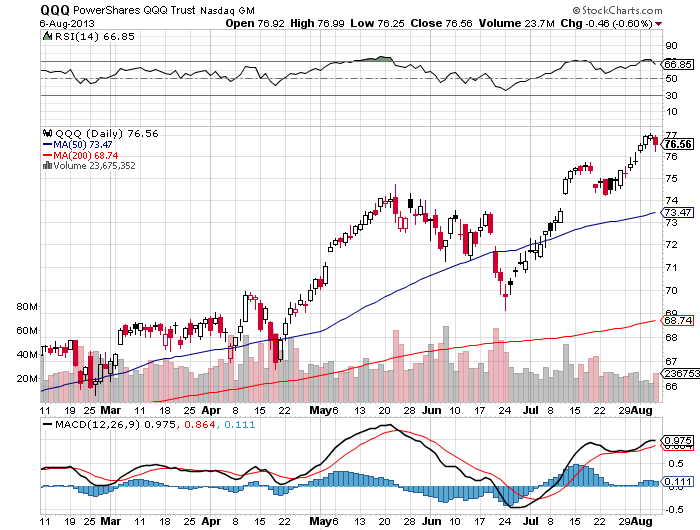 QQQ PowerShares QQQ Trust Nasdaq GM
© StockCharts.com
6-Aug-2013
Open 76.92 High 76.99 Low 76.25 Close 76.56 Volume 23.7M Chg -0.46 (-0.60%)
RSI(14) 66.85
90
66.85
50
30
10
QQQ (Daily) 76.56
MA(50) 73.47
MA(200) 68.74
Volume 23,675,352
77
76.56
76
75
74
73.47
73
72
71
70
69
68.74
68
67
236753
66
80M
60M
40M
20M
11 19 25 Mar 11 18 25 Apr 8 15 22 May 6 13 20 28 Jun 10 17 24 Jul 8 15 22 29 Aug
MACD(12,26,9) 0.975, 0.864, 0.111
0.975
0.5
0.111
-0.5
11 19 25 Mar 11 18 25 Apr 8 15 22 May 6 13 20 28 Jun 10 17 24 Jul 8 15 22 29 Aug